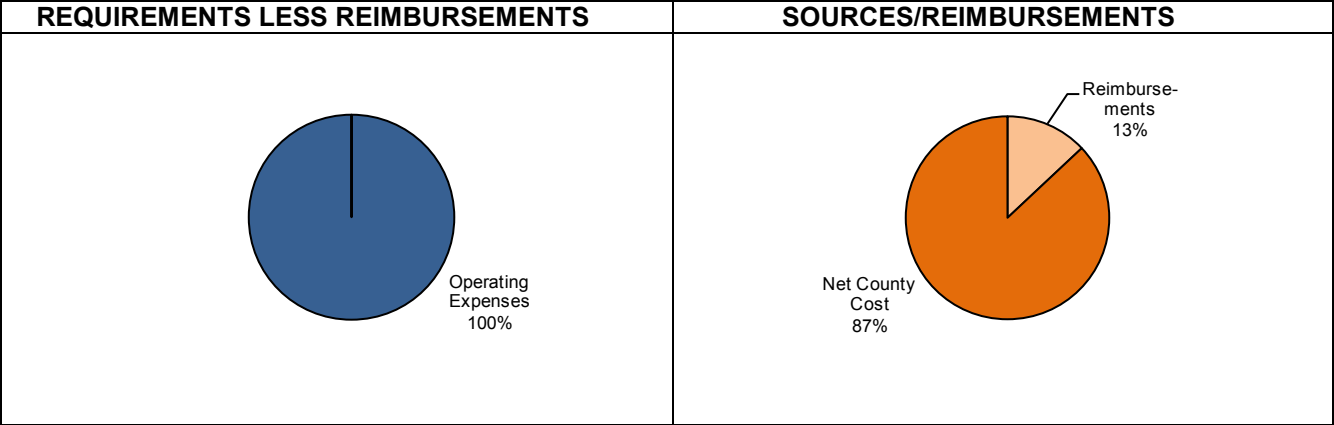 REQUIREMENTS LESS REIMBURSEMENTS
Operating
Expenses
100%
SOURCES/REIMBURSEMENTS
Reimburse-
ments
13%
Net County
Cost
87%